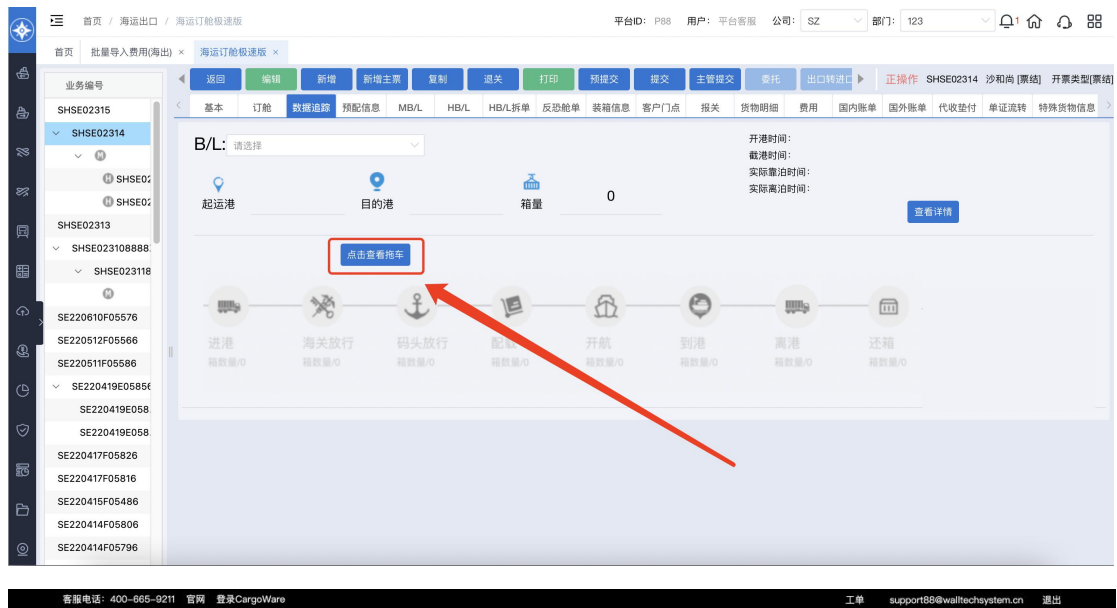 首页 / 海运出口 / 海运订舱极速版 平台ID: P88 用户: 平台客服 公司: SZ 部门: 123 1
首页 批量导入费用(海出) × 海运订舱极速版 ×
业务编号
SHSE02315
SHSE02314
M
H SHSE02
H SHSE02
SHSE02313
SHSE023108888
SHSE023118
M
SE220610F05576
SE220512F05566
SE220511F05586
SE220419E05856
SE220419E058
SE220419E058
SE220417F05826
SE220417F05816
SE220415F05486
SE220414F05806
SE220414F05796
返回 编辑 新增 新增主票 复制 退关 打印 预提交 提交 主管提交 委托 出口转进口 正操作 SHSE02314 沙和尚 [票结] 开票类型[票结]
基本 订舱 数据追踪 预配信息 MB/L HB/L HB/L拆单 反恐舱单 装箱信息 客户门点 报关 货物明细 费用 国内账单 国外账单 代收垫付 单证流转 特殊货物信息
B/L: 请选择
开港时间:
截港时间:
实际靠泊时间:
实际离泊时间:
起运港 目的港 箱量 0
查看详情
点击查看拖车
进港 海关放行 码头放行 配载 开航 到港 离港 还箱
箱数量/0 箱数量/0 箱数量/0 箱数量/0 箱数量/0 箱数量/0 箱数量/0 箱数量/0
客服电话: 400-665-9211 官网 登录CargoWare 工单 support88@walltechsystem.cn 退出